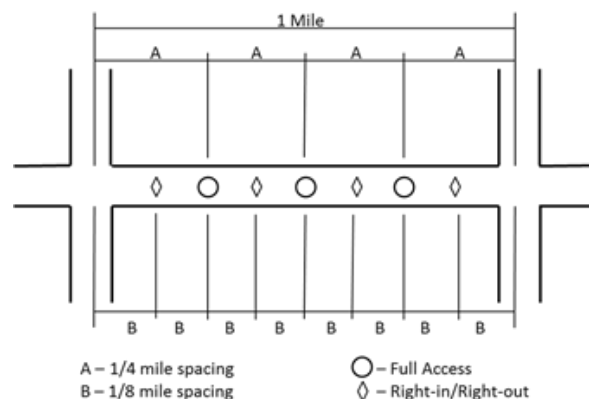 1 Mile
A A A A
B B B B B B B B
A – 1/4 mile spacing
B – 1/8 mile spacing
– Full Access
– Right-in/Right-out